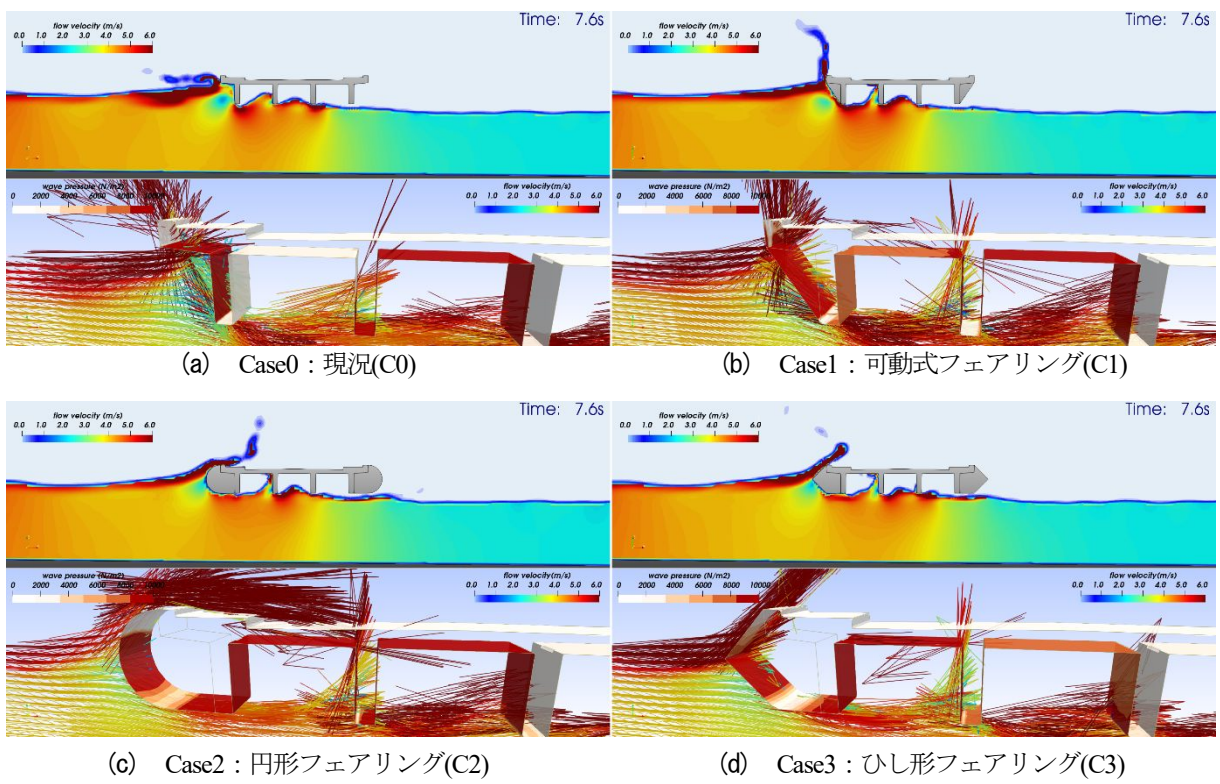 Time: 7.6s
flow velocity (m/s)
0.0 1.0 2.0 3.0 4.0 5.0 6.0
wave pressure (N/m2)
0 2000 4000 6000 8000
flow velocity (m/s)
0.0 1.0 2.0 3.0 4.0 5.0 6.0
(a) Case0：現況(C0)
Time: 7.6s
flow velocity (m/s)
0.0 1.0 2.0 3.0 4.0 5.0 6.0
wave pressure (N/m2)
0 2000 4000 6000 8000 10000
flow velocity (m/s)
0.0 1.0 2.0 3.0 4.0 5.0 6.0
(b) Case1：可動式フェアリング(C1)
Time: 7.6s
flow velocity (m/s)
0.0 1.0 2.0 3.0 4.0 5.0 6.0
wave pressure (N/m2)
0 2000 4000 6000 8000
flow velocity (m/s)
0.0 1.0 2.0 3.0 4.0 5.0 6.0
(c) Case2：円形フェアリング(C2)
Time: 7.6s
flow velocity (m/s)
0.0 1.0 2.0 3.0 4.0 5.0 6.0
wave pressure (N/m2)
0 2000 4000 6000 8000 10000
flow velocity (m/s)
0.0 1.0 2.0 3.0 4.0 5.0 6.0
(d) Case3：ひし形フェアリング(C3)